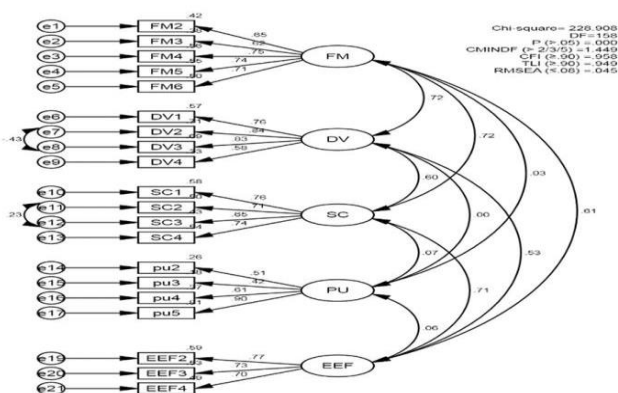 Chi-square= 228.908
DF=158
P (>.05) =.000
CMINDF (> 2/3/5) =1.449
CFI (≥.90) =.958
TLI (≥.90) =.949
RMSEA (≤.08) =.045
.42
e1 FM2 .65
e2 FM3
e3 FM4 FM
e4 FM5 .74
e5 FM6 .71
.72
.57
e6 DV1 .76
e7 DV2 .84
-.43 DV
e8 DV3 .83
e9 DV4 .58
.72
.60
.03
.58
e10 SC1 .76
e11 SC2 .71
.23 SC
e12 SC3 .85
e13 SC4 .74
.00
.61
.07
.53
.26
e14 pu2 .51
e15 pu3 .42
e16 pu4 .61 PU
e17 pu5 .90
.71
.06
.59
e19 EEF2 .77
e20 EEF3 .73 EEF
e21 EEF4 .70